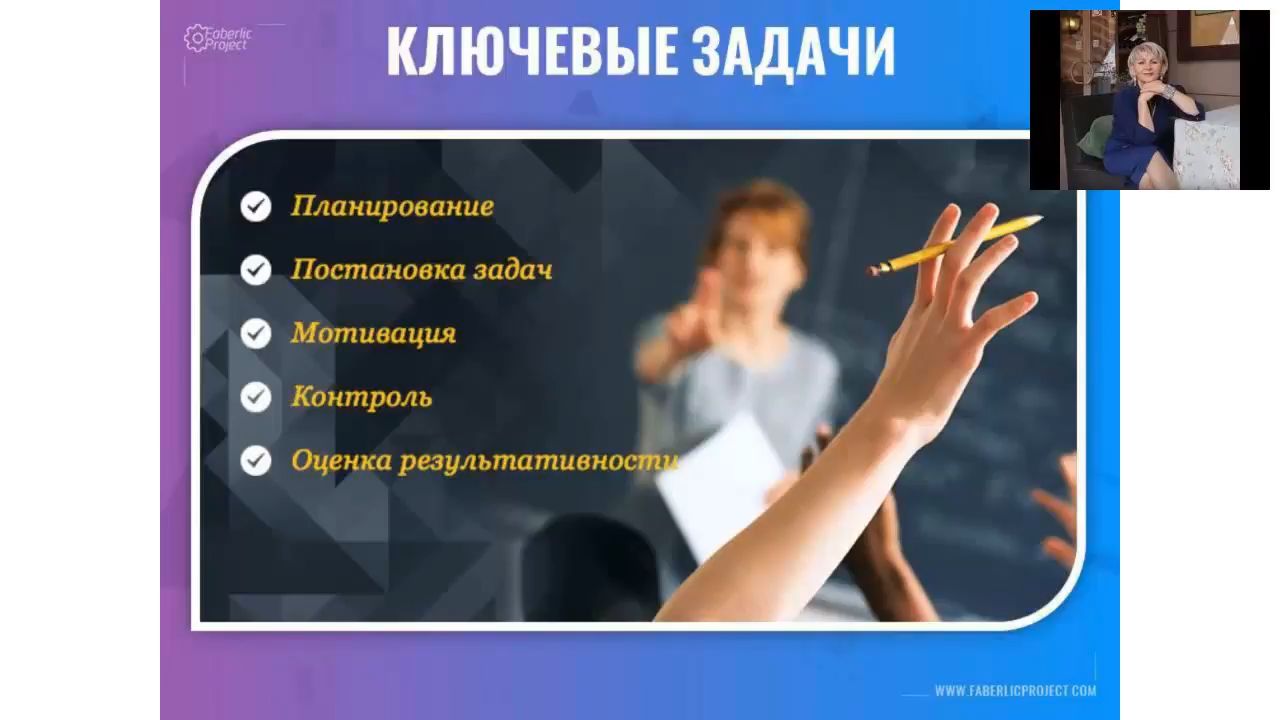 Faberlic
Project
КЛЮЧЕВЫЕ ЗАДАЧИ
Планирование
Постановка задач
Мотивация
Контроль
Оценка результативности
WWW.FABERLICPROJECT.COM